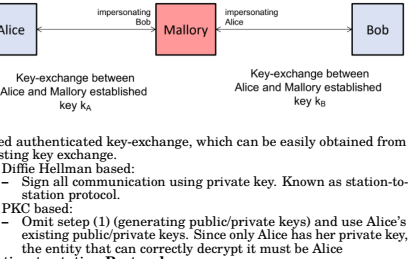 impersonating
Bob
impersonating
Alice
Alice
Mallory
Bob
Key-exchange between
Alice and Mallory established
key kA
Key-exchange between
Alice and Mallory established
key kB
ed authenticated key-exchange, which can be easily obtained from
sting key exchange.
Diffie Hellman based:
– Sign all communication using private key. Known as station-to-
station protocol.
PKC based:
– Omit setep (1) (generating public/private keys) and use Alice's
existing public/private keys. Since only Alice has her private key,
the entity that can correctly decrypt it must be Alice